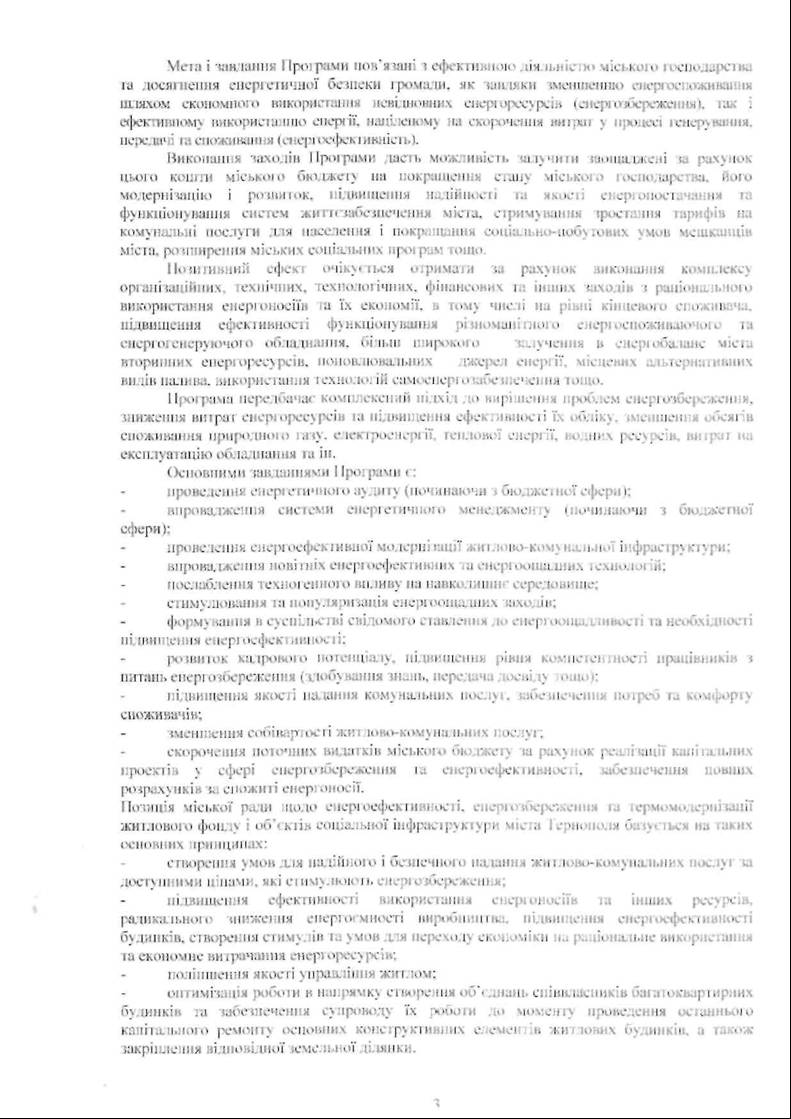 Мета і завдання Програми пов’язані з ефективною діяльністю міського господарства
та досягнення енергетичної безпеки громади, як завдяки зменшенню енергоспоживання
шляхом економного використання невідновних енергоресурсів (енергозбереження), так і
ефективному використанню енергії, націленому на скорочення витрат у процесі генерування,
передачі та споживання (енергоефективність).
Виконання заходів Програми дасть можливість залучити заощаджені за рахунок
цього кошти міського бюджету на покращення стану міського господарства, його
модернізацію і розвиток, підвищення надійності та якості енергопостачання та
функціонування систем життєзабезпечення міста, стримування зростання тарифів на
комунальні послуги для населення і покращання соціально-побутових умов мешканців
міста, розширення міських соціальних програм тощо.
Позитивний ефект очікується отримати за рахунок виконання комплексу
організаційних, технічних, технологічних, фінансових та інших заходів з раціонального
використання енергоносіїв та їх економії, в тому числі на рівні кінцевого споживача,
підвищення ефективності функціонування різноманітного енергоспоживаючого та
енергогенеруючого обладнання, більш широкого залучення в енергобаланс міста
вторинних енергоресурсів, поновлювальних джерел енергії, місцевих альтернативних
видів палива, використання технологій самоенергозабезпечення тощо.
Програма передбачає комплексний підхід до вирішення проблем енергозбереження,
зниження витрат енергоресурсів та підвищення ефективності їх обліку, зменшення обсягів
споживання природного газу, електроенергії, теплової енергії, водних ресурсів, витрат на
експлуатацію обладнання та ін.
Основними завданнями Програми є:
- проведення енергетичного аудиту (починаючи з бюджетної сфери);
- впровадження системи енергетичного менеджменту (починаючи з бюджетної
сфери);
- проведення енергоефективної модернізації житлово-комунальної інфраструктури;
- впровадження новітніх енергоефективних та енергоощадних технологій;
- послаблення техногенного впливу на навколишнє середовище;
- стимулювання та популяризація енергоощадних заходів;
- формування в суспільстві свідомого ставлення до енергоощадливості та необхідності
підвищення енергоефективності;
- розвиток кадрового потенціалу, підвищення рівня компетентності працівників з
питань енергозбереження (здобування знань, передача досвіду тощо);
- підвищення якості надання комунальних послуг, забезпечення потреб та комфорту
споживачів;
- зменшення собівартості житлово-комунальних послуг;
- скорочення поточних видатків міського бюджету за рахунок реалізації капітальних
проектів у сфері енергозбереження та енергоефективності, забезпечення повних
розрахунків за спожиті енергоносії.
Позиція міської ради щодо енергоефективності, енергозбереження та термомодернізації
житлового фонду і об’єктів соціальної інфраструктури міста Тернополя базується на таких
основних принципах:
- створення умов для надійного і безпечного надання житлово-комунальних послуг за
доступними цінами, які стимулюють енергозбереження;
- підвищення ефективності використання енергоносіїв та інших ресурсів,
радикального зниження енергоємності виробництва, підвищення енергоефективності
будинків, створення стимулів та умов для переходу економіки на раціональне використання
та економне витрачання енергоресурсів;
- поліпшення якості управління житлом;
- оптимізація роботи в напрямку створення об’єднань співвласників багатоквартирних
будинків та забезпечення супроводу їх роботи до моменту проведення останнього
капітального ремонту основних конструктивних елементів житлових будинків, а також
закріплення відповідної земельної ділянки.
3